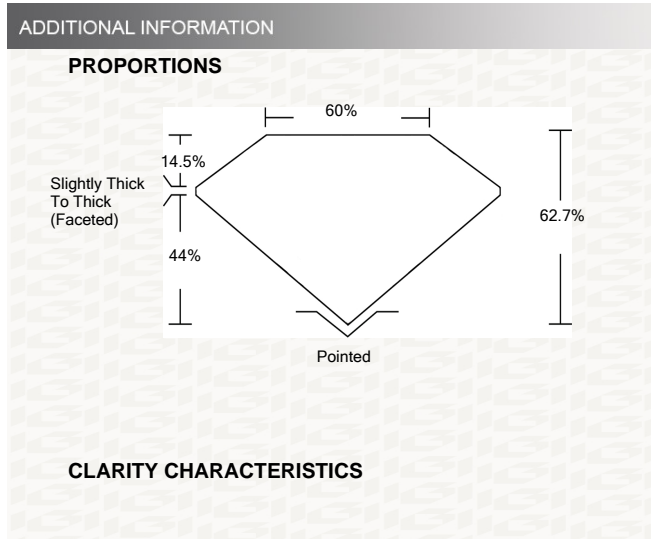 ADDITIONAL INFORMATION
PROPORTIONS
60%
14.5%
Slightly Thick
To Thick
(Faceted)
62.7%
44%
Pointed
CLARITY CHARACTERISTICS